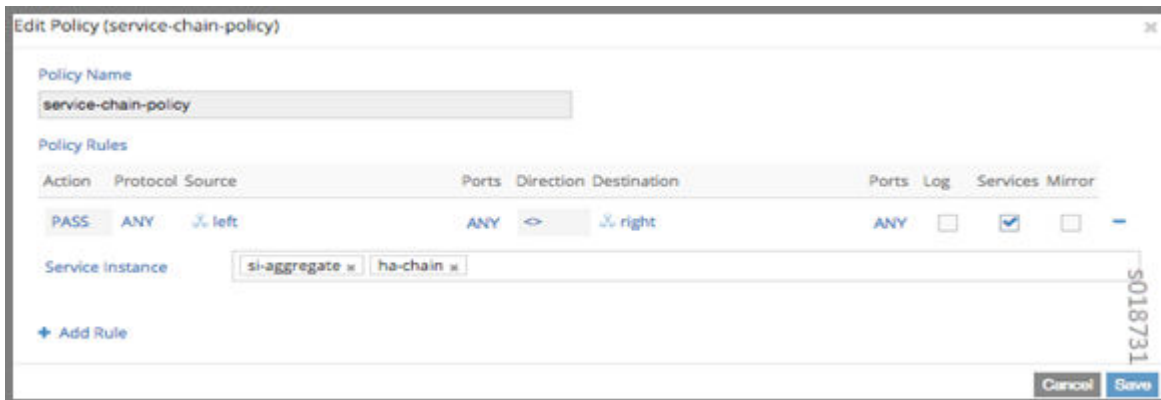 Edit Policy (service-chain-policy) ×
Policy Name
service-chain-policy
Policy Rules
Action Protocol Source Ports Direction Destination Ports Log Services Mirror
PASS ANY left ANY <> right ANY
Service Instance si-aggregate × ha-chain ×
+ Add Rule
s018731
Cancel Save